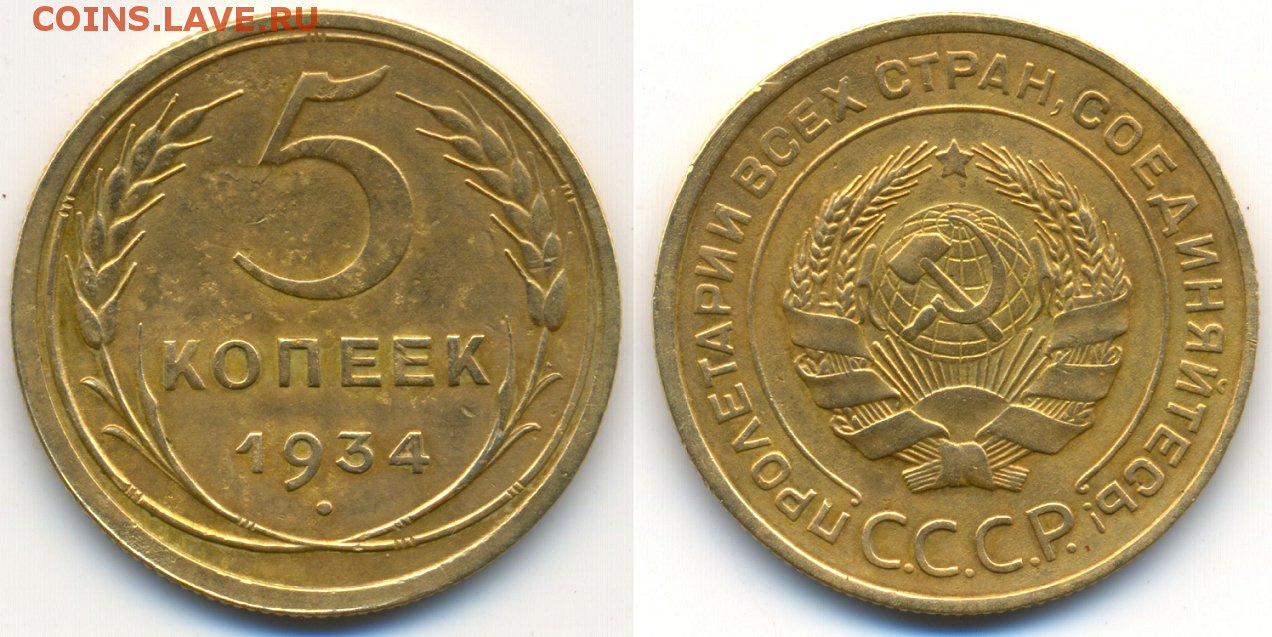 COINS.LAVE.RU
5
КОПЕЕК
1934
ПРОЛЕТАРИИ ВСЕХ СТРАН, СОЕДИНЯЙТЕСЬ!
С.С.С.Р.